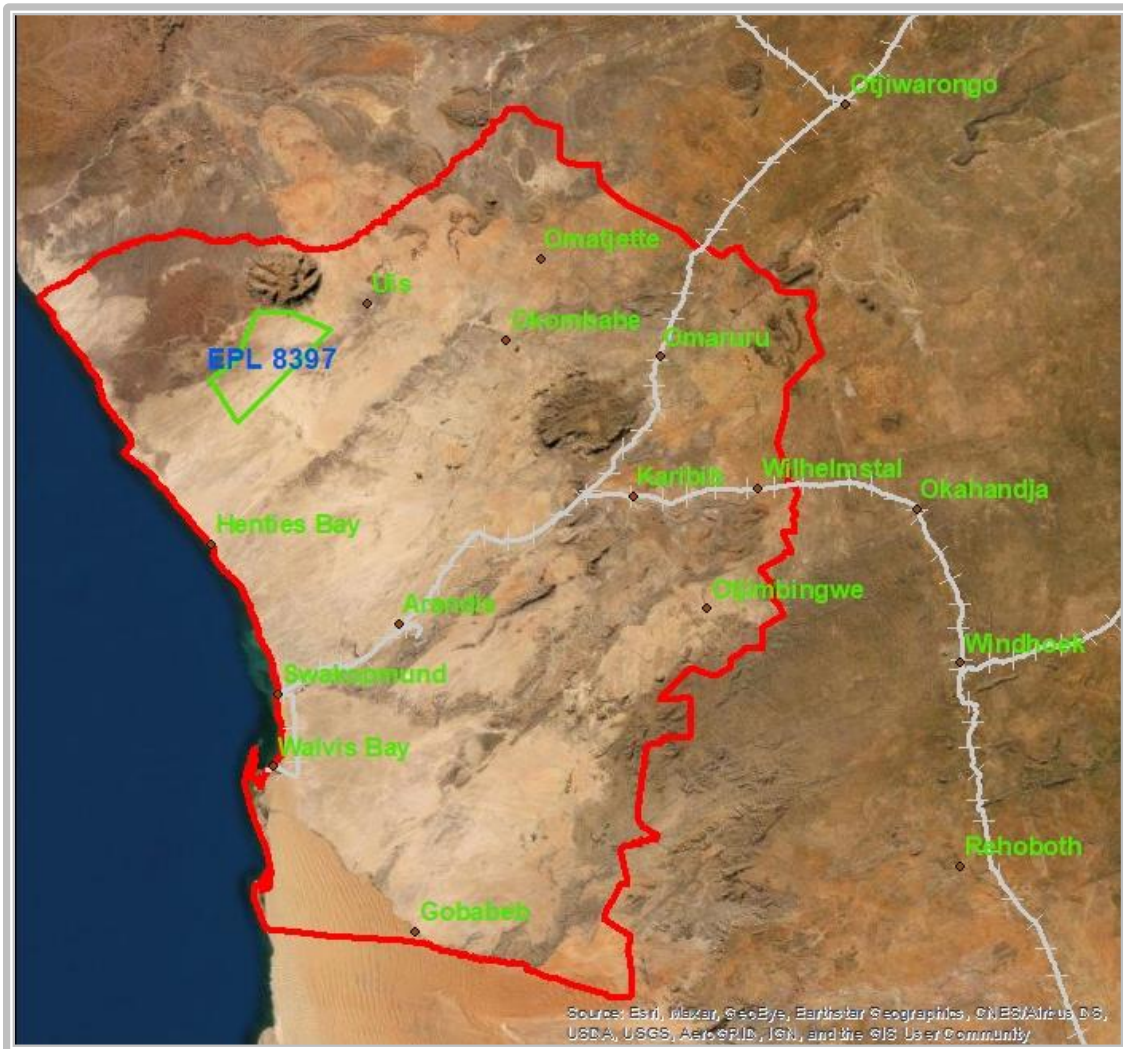 Otjiwarongo
Omatjette
Uis
Okombahe
Omaruru
EPL 8397
Karibib
Wilhelmstal
Okahandja
Henties Bay
Otjimbingwe
Arandis
Windhoek
Swakopmund
Walvis Bay
Rehoboth
Gobabeb
Source: Esri, Maxar, GeoEye, Earthstar Geographics, CNES/Airbus DS,
USDA, USGS, AeroGRID, IGN, and the GIS User Community